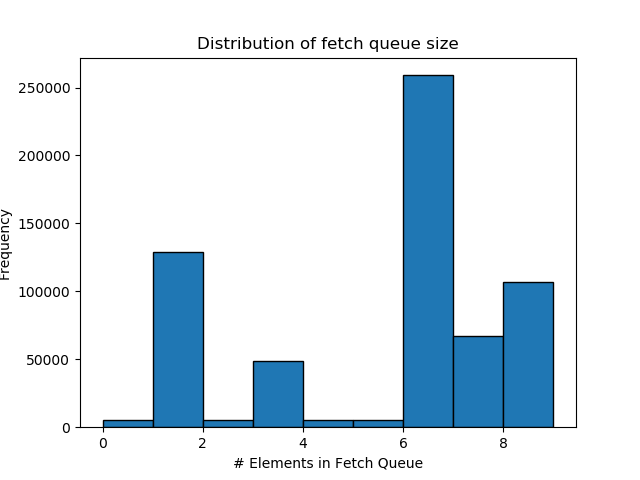 Distribution of fetch queue size
250000
200000
150000
100000
50000
0
Frequency
0 2 4 6 8
# Elements in Fetch Queue